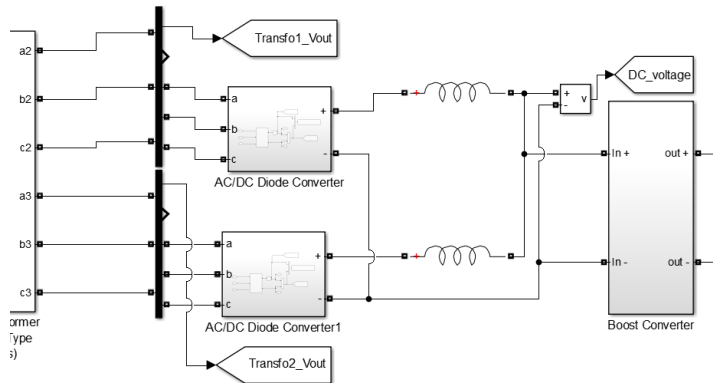 a2
b2
c2
a3
b3
c3
ormer
Type
s)
Transfo1_Vout
a
b
c
+
-
AC/DC Diode Converter
a
b
c
+
-
AC/DC Diode Converter1
Transfo2_Vout
+
+
+
-
v
DC_voltage
In +
In -
out +
out -
Boost Converter